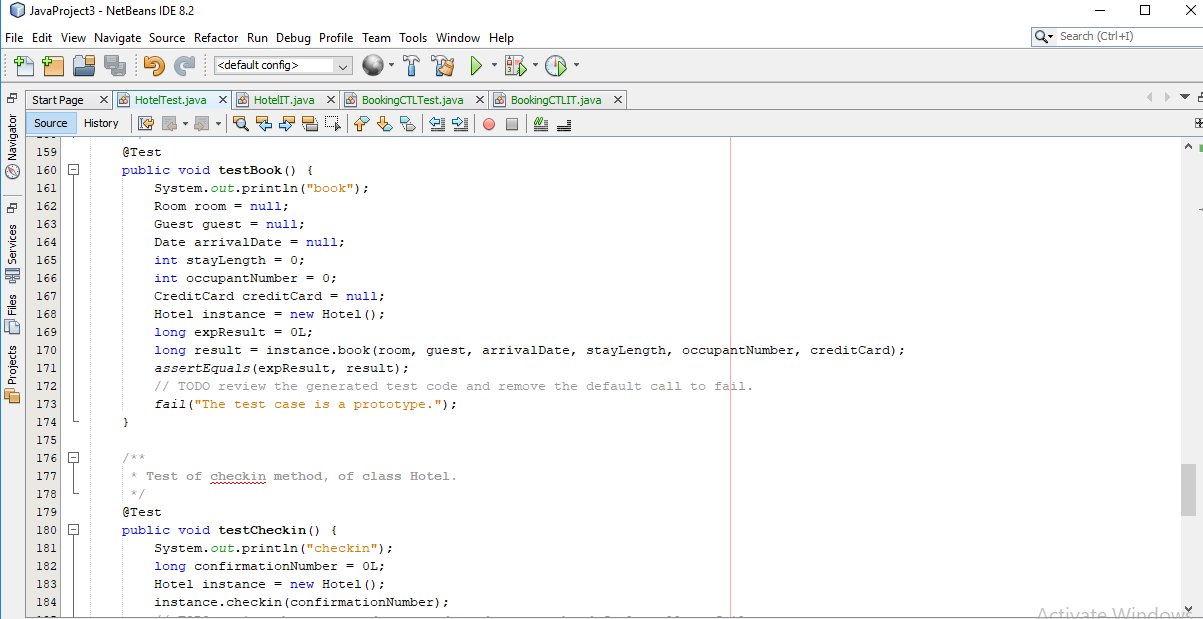 JavaProject3 - NetBeans IDE 8.2
File Edit View Navigate Source Refactor Run Debug Profile Team Tools Window Help
Search (Ctrl+I)
<default config>
Start Page HotelTest.java HotelIT.java BookingCTLTest.java BookingCTLIT.java
Source History
Navigator
Services
Files
Projects
159 @Test
160 public void testBook() {
161 System.out.println("book");
162 Room room = null;
163 Guest guest = null;
164 Date arrivalDate = null;
165 int stayLength = 0;
166 int occupantNumber = 0;
167 CreditCard creditCard = null;
168 Hotel instance = new Hotel();
169 long expResult = 0L;
170 long result = instance.book(room, guest, arrivalDate, stayLength, occupantNumber, creditCard);
171 assertEquals(expResult, result);
172 // TODO review the generated test code and remove the default call to fail.
173 fail("The test case is a prototype.");
174 }
175
176 /**
177 * Test of checkin method, of class Hotel.
178 */
179 @Test
180 public void testCheckin() {
181 System.out.println("checkin");
182 long confirmationNumber = 0L;
183 Hotel instance = new Hotel();
184 instance.checkin(confirmationNumber);
Activate Windows